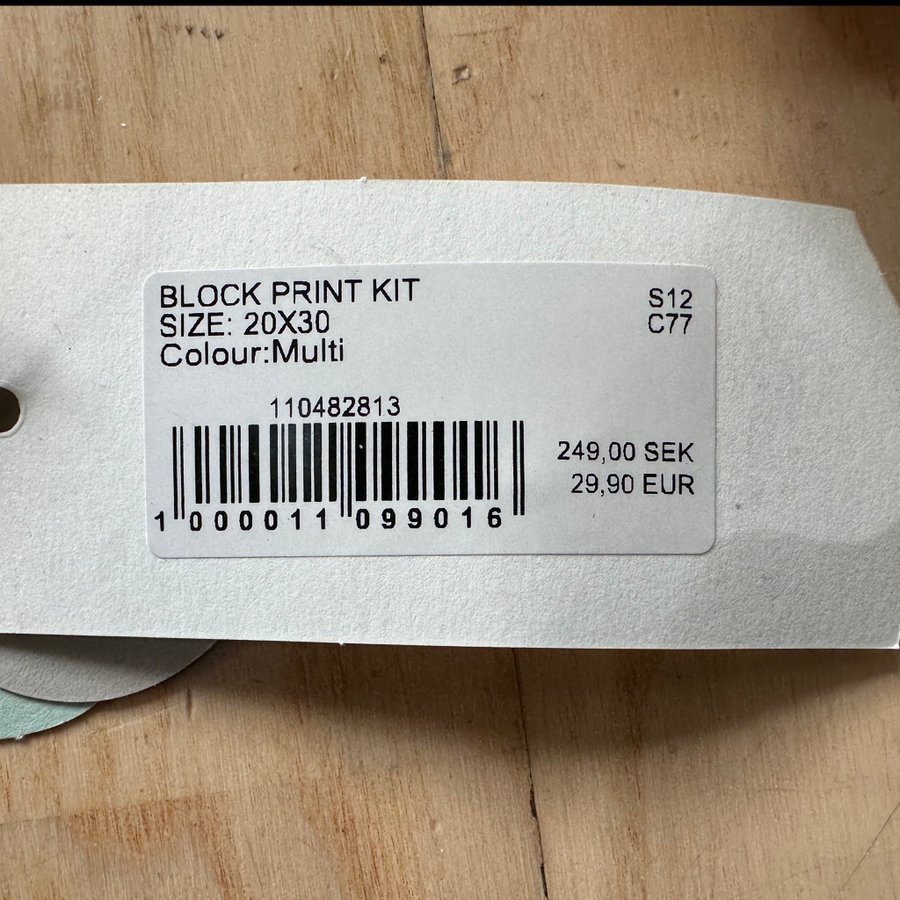 BLOCK PRINT KIT
SIZE: 20X30
Colour:Multi
S12
C77
110482813
1 000011 099016
249,00 SEK
29,90 EUR